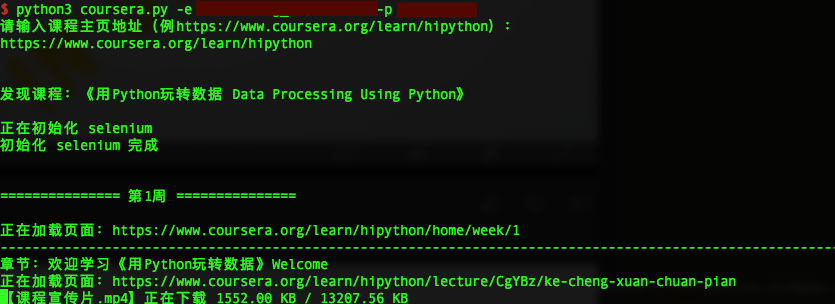 $ python3 coursera.py -e -p
请输入课程主页地址（例https://www.coursera.org/learn/hipython）：
https://www.coursera.org/learn/hipython
发现课程：《用Python玩转数据 Data Processing Using Python》
正在初始化 selenium
初始化 selenium 完成
=============== 第1周 ===============
正在加载页面：https://www.coursera.org/learn/hipython/home/week/1
--------------------------------------------------------------------------------------------------------
章节：欢迎学习《用Python玩转数据》Welcome
正在加载页面：https://www.coursera.org/learn/hipython/lecture/CgYBz/ke-cheng-xuan-chuan-pian
【课程宣传片.mp4】正在下载 1552.00 KB / 13207.56 KB